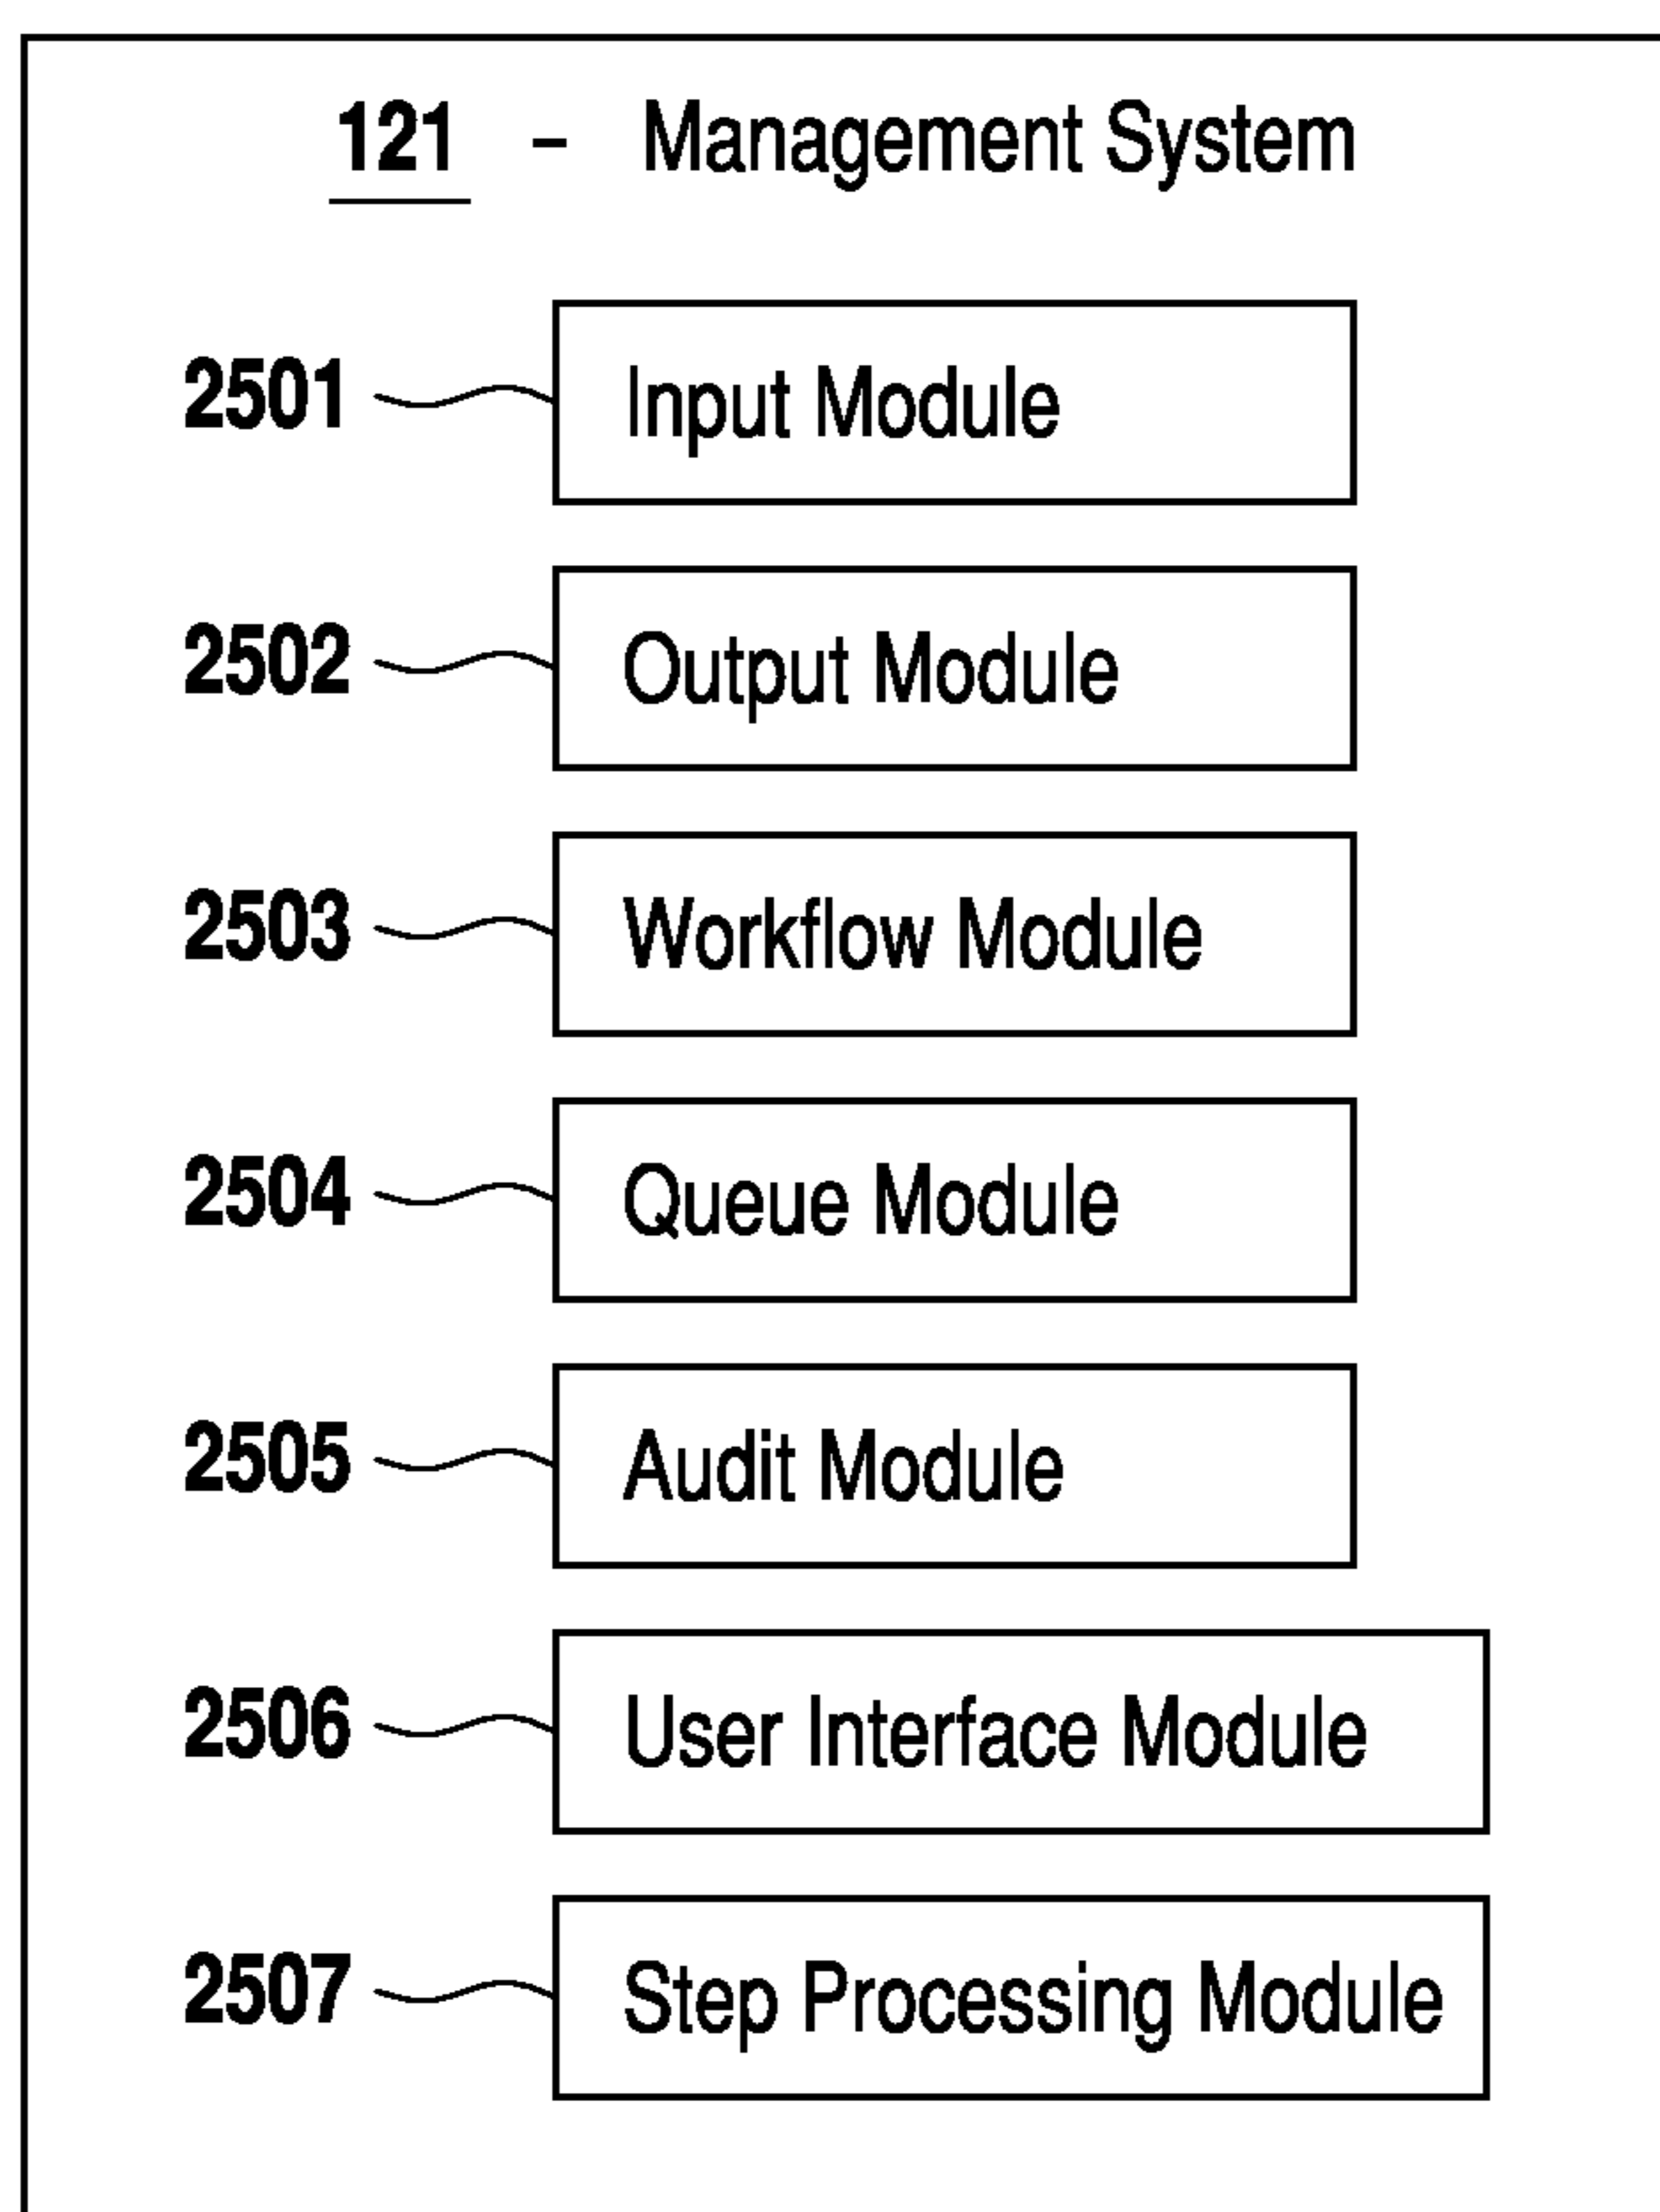 121 - Management System
2501 Input Module
2502 Output Module
2503 Workflow Module
2504 Queue Module
2505 Audit Module
2506 User Interface Module
2507 Step Processing Module